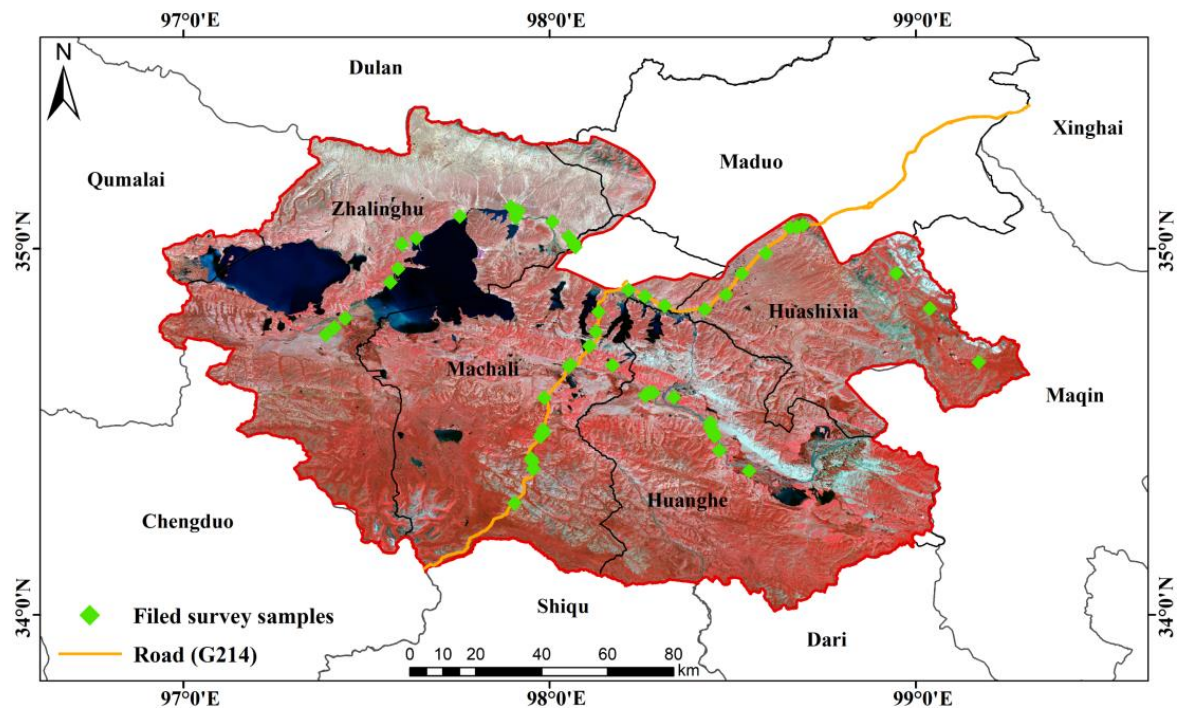 97°0'E 98°0'E 99°0'E
N
Dulan
Xinghai
Maduo
Qumalai
Zhalinghu
35°0'N 35°0'N
Huashixia
Machali
Maqin
Huanghe
Chengduo
Shiqu
34°0'N 34°0'N
Filed survey samples
Dari
Road (G214)
0 10 20 40 60 80
km
97°0'E 98°0'E 99°0'E